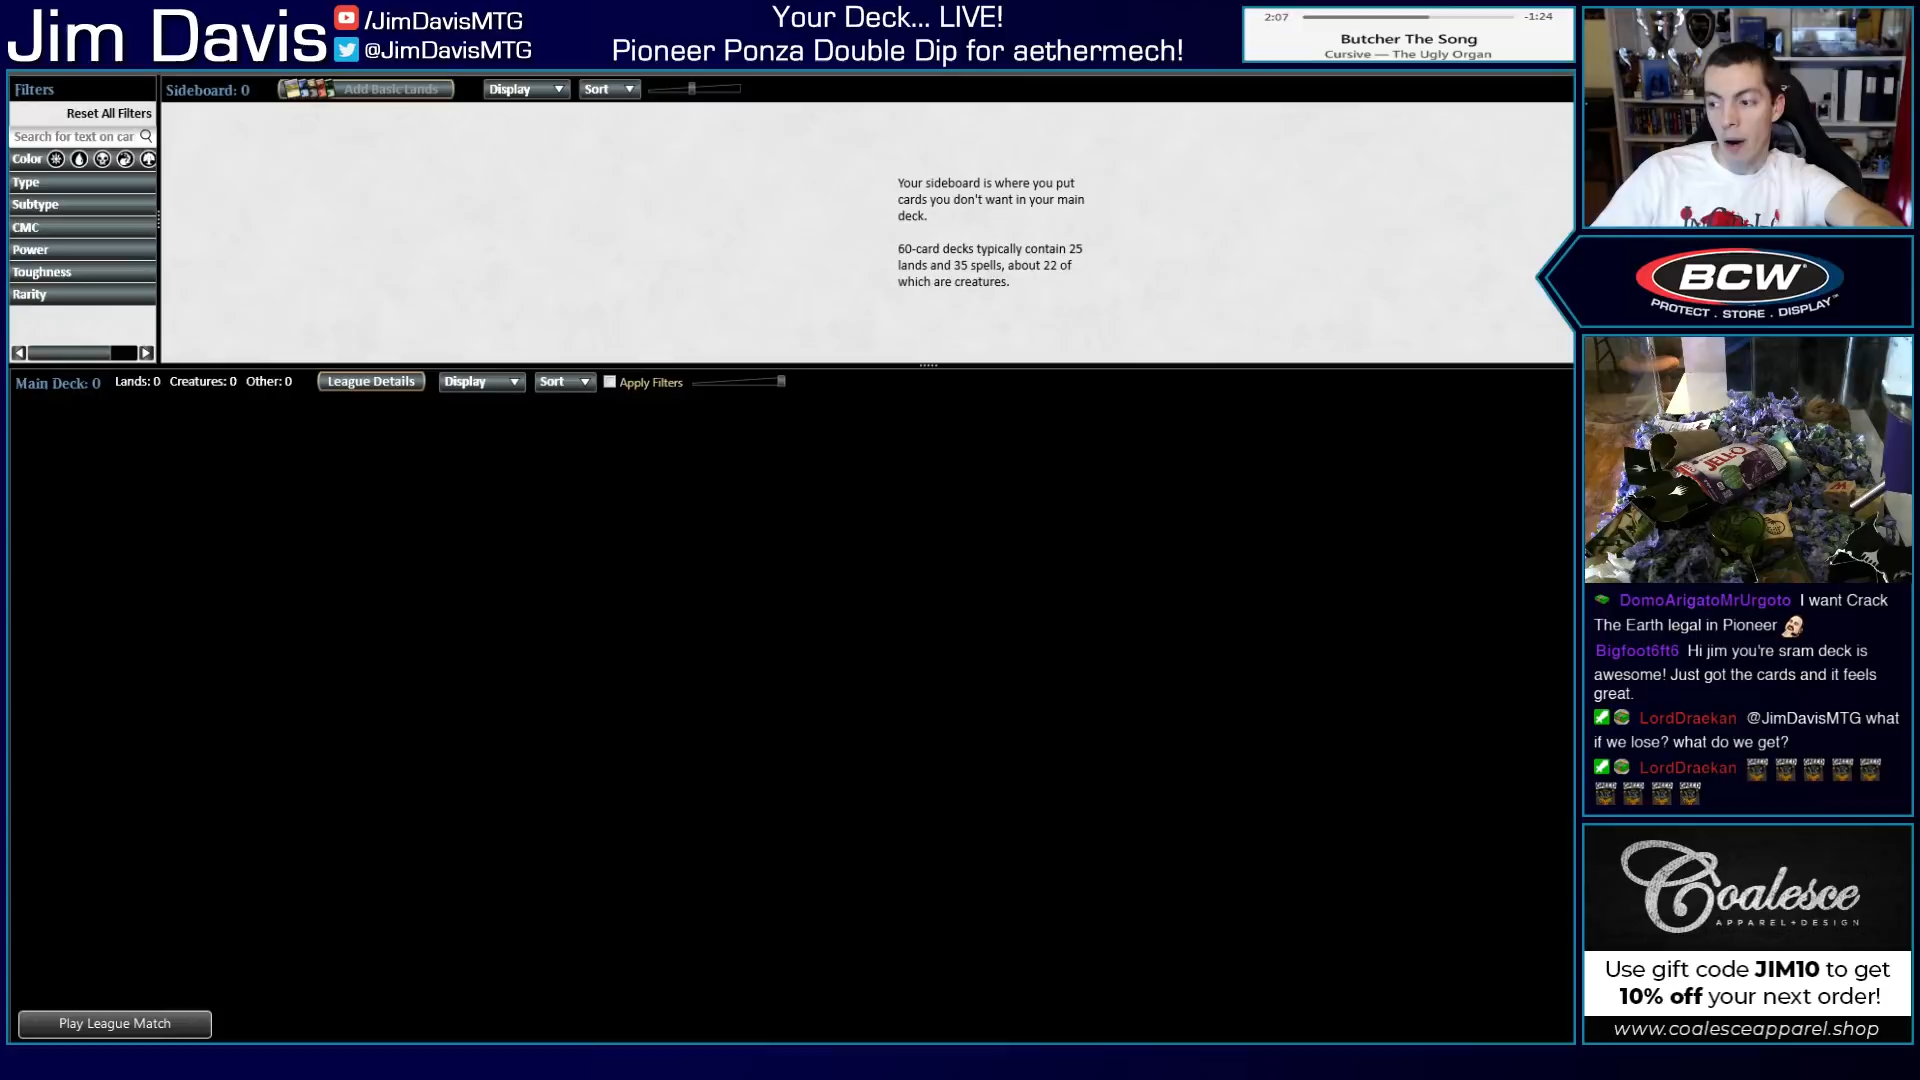 Jim Davis
/JimDavisMTG
@JimDavisMTG
Your Deck... LIVE!
Pioneer Ponza Double Dip for aethermech!
2:07
-1:24
Butcher The Song
Cursive — The Ugly Organ
Filters
Reset All Filters
Search for text on car
Color
Type
Subtype
CMC
Power
Toughness
Rarity
Sideboard: 0
Add Basic Lands
Display
Sort
Your sideboard is where you put
cards you don't want in your main
deck.
60-card decks typically contain 25
lands and 35 spells, about 22 of
which are creatures.
Main Deck: 0
Lands: 0 Creatures: 0 Other: 0
League Details
Display
Sort
Apply Filters
Play League Match
BCW
PROTECT . STORE . DISPLAY
JELL-O
DomoArigatoMrUrgoto I want Crack
The Earth legal in Pioneer
Bigfoot6ft6 Hi jim you're sram deck is
awesome! Just got the cards and it feels
great.
LordDraekan @JimDavisMTG what
if we lose? what do we get?
LordDraekan
Coalesce
APPAREL+DESIGN
Use gift code JIM10 to get
10% off your next order!
www.coalesceapparel.shop